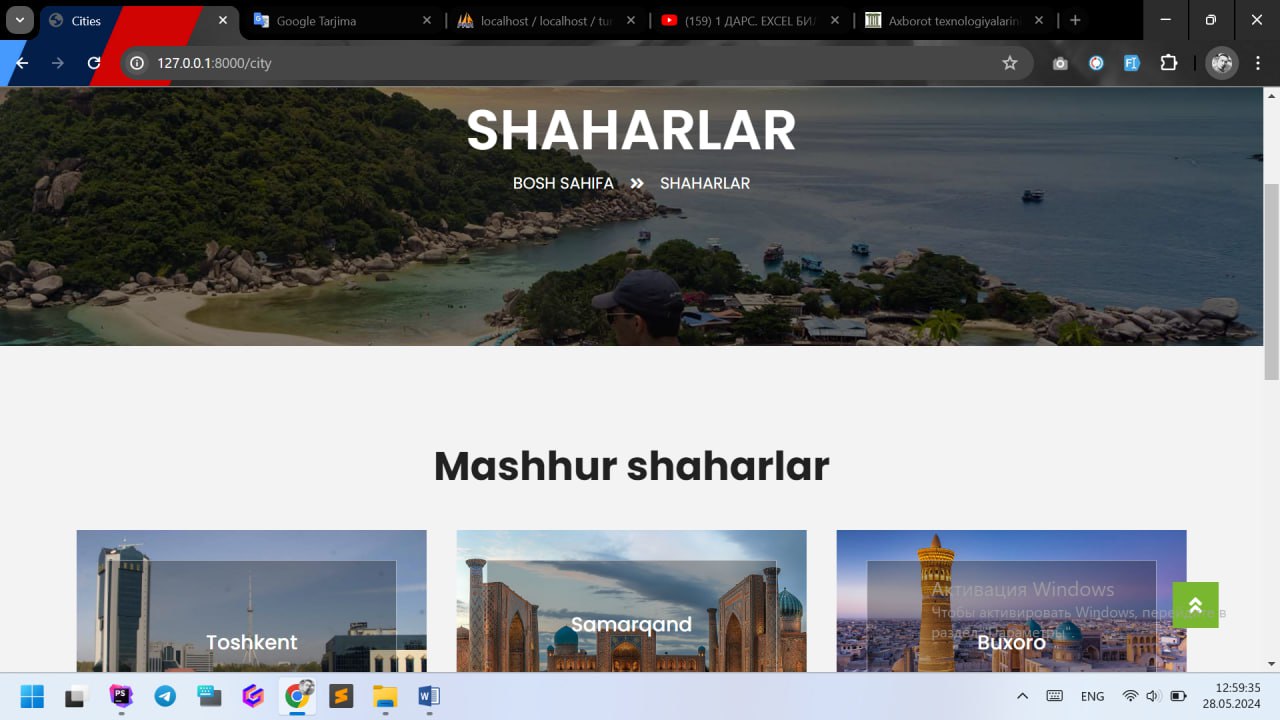 Cities
Google Tarjima
localhost / localhost / tur
(159) 1 ДАРС. EXCEL БИ
Axborot texnologiyalarini
127.0.0.1:8000/city
SHAHARLAR
BOSH SAHIFA
SHAHARLAR
Mashhur shaharlar
Toshkent
Samarqand
Buxoro
Активация Windows
Чтобы активировать Windows, перейдите в
раздел "Параметры".
ENG
12:59:35
28.05.2024